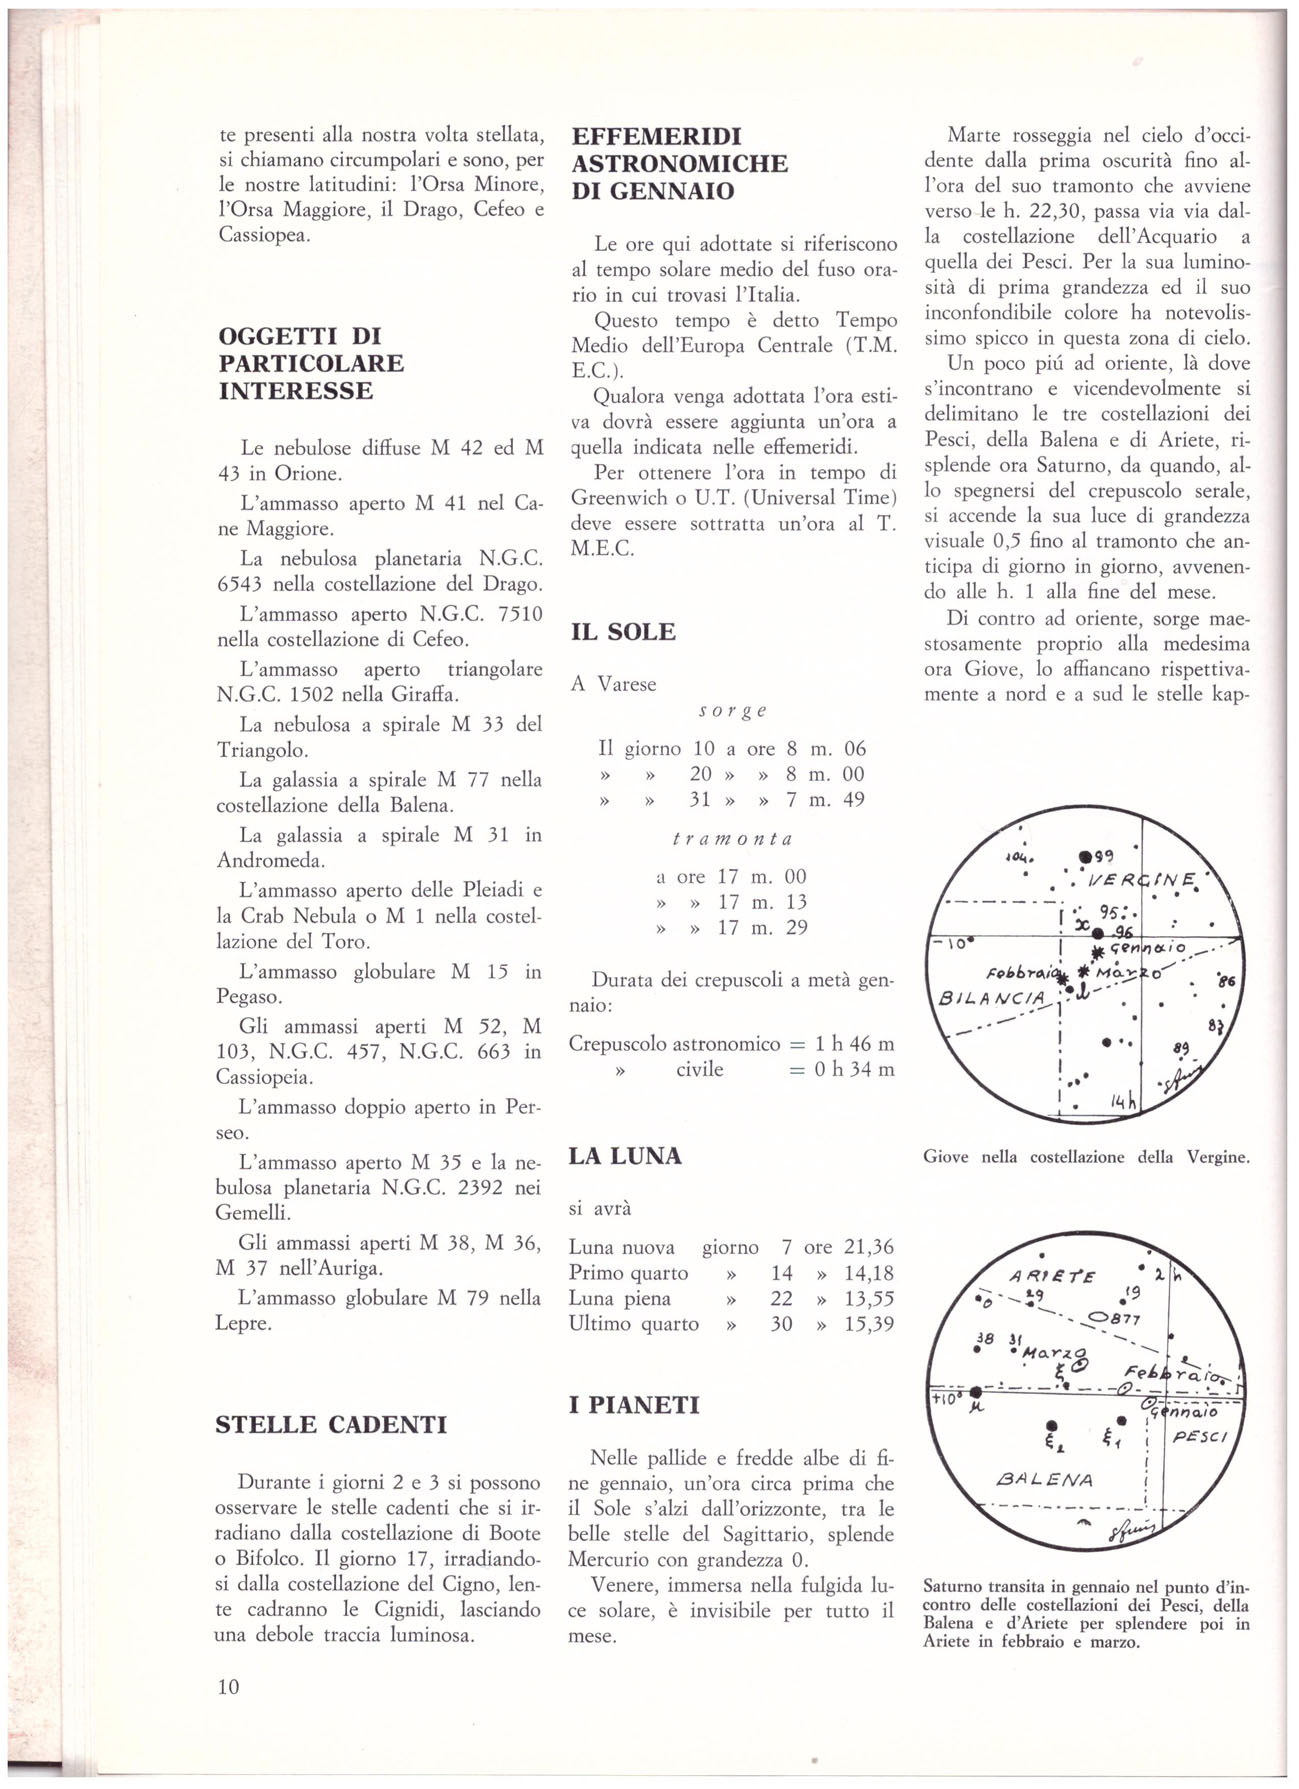 te presenti alla nostra volta stellata,
si chiamano circumpolari e sono, per
le nostre latitudini: l'Orsa Minore,
l'Orsa Maggiore, il Drago, Cefeo e
Cassiopea.
OGGETTI DI
PARTICOLARE
INTERESSE
Le nebulose diffuse M 42 ed M
43 in Orione.
L'ammasso aperto M 41 nel Ca-
ne Maggiore.
La nebulosa planetaria N.G.C.
6543 nella costellazione del Drago.
L'ammasso aperto N.G.C. 7510
nella costellazione di Cefeo.
L'ammasso aperto triangolare
N.G.C. 1502 nella Giraffa.
La nebulosa a spirale M 33 del
Triangolo.
La galassia a spirale M 77 nella
costellazione della Balena.
La galassia a spirale M 31 in
Andromeda.
L'ammasso aperto delle Pleiadi e
la Crab Nebula o M 1 nella costel-
lazione del Toro.
L'ammasso globulare M 15 in
Pegaso.
Gli ammassi aperti M 52, M
103, N.G.C. 457, N.G.C. 663 in
Cassiopeia.
L'ammasso doppio aperto in Per-
seo.
L'ammasso aperto M 35 e la ne-
bulosa planetaria N.G.C. 2392 nei
Gemelli.
Gli ammassi aperti M 38, M 36,
M 37 nell'Auriga.
L'ammasso globulare M 79 nella
Lepre.
STELLE CADENTI
Durante i giorni 2 e 3 si possono
osservare le stelle cadenti che si ir-
radiano dalla costellazione di Boote
o Bifolco. Il giorno 17, irradiando-
si dalla costellazione del Cigno, len-
te cadranno le Cignidi, lasciando
una debole traccia luminosa.
10
EFFEMERIDI
ASTRONOMICHE
DI GENNAIO
Le ore qui adottate si riferiscono
al tempo solare medio del fuso ora-
rio in cui trovasi l'Italia.
Questo tempo è detto Tempo
Medio dell'Europa Centrale (T.M.
E.C.).
Qualora venga adottata l'ora esti-
va dovrà essere aggiunta un'ora a
quella indicata nelle effemeridi.
Per ottenere l'ora in tempo di
Greenwich o U.T. (Universal Time)
deve essere sottratta un'ora al T.
M.E.C.
IL SOLE
A Varese
sorge
Il giorno 10 a ore 8 m. 06
» » 20 » » 8 m. 00
» » 31 » » 7 m. 49
tramonta
a ore 17 m. 00
» » 17 m. 13
» » 17 m. 29
Durata dei crepuscoli a metà gen-
naio:
Crepuscolo astronomico = 1 h 46 m
» civile = 0 h 34 m
LA LUNA
si avrà
Luna nuova giorno 7 ore 21,36
Primo quarto » 14 » 14,18
Luna piena » 22 » 13,55
Ultimo quarto » 30 » 15,39
I PIANETI
Nelle pallide e fredde albe di fi-
ne gennaio, un'ora circa prima che
il Sole s'alzi dall'orizzonte, tra le
belle stelle del Sagittario, splende
Mercurio con grandezza 0.
Venere, immersa nella fulgida lu-
ce solare, è invisibile per tutto il
mese.
Marte rosseggia nel cielo d'occi-
dente dalla prima oscurità fino al-
l'ora del suo tramonto che avviene
verso le h. 22,30, passa via via dal-
la costellazione dell'Acquario a
quella dei Pesci. Per la sua lumino-
sità di prima grandezza ed il suo
inconfondibile colore ha notevolis-
simo spicco in questa zona di cielo.
Un poco piú ad oriente, là dove
s'incontrano e vicendevolmente si
delimitano le tre costellazioni dei
Pesci, della Balena e di Ariete, ri-
splende ora Saturno, da quando, al-
lo spegnersi del crepuscolo serale,
si accende la sua luce di grandezza
visuale 0,5 fino al tramonto che an-
ticipa di giorno in giorno, avvenen-
do alle h. 1 alla fine del mese.
Di contro ad oriente, sorge mae-
stosamente proprio alla medesima
ora Giove, lo affiancano rispettiva-
mente a nord e a sud le stelle kap-
104 99
VERGINE
95
ϰ 96
-10°
Gennaio
Febbraio Marzo
BILANCIA
86
83
89
14h
Giove nella costellazione della Vergine.
ARIETE 2h
29 19
877
38 31
Marzo
ξ Febbraio
+10°
μ Gennaio
ξ2 ξ1 PESCI
BALENA
Saturno transita in gennaio nel punto d'in-
contro delle costellazioni dei Pesci, della
Balena e d'Ariete per splendere poi in
Ariete in febbraio e marzo.